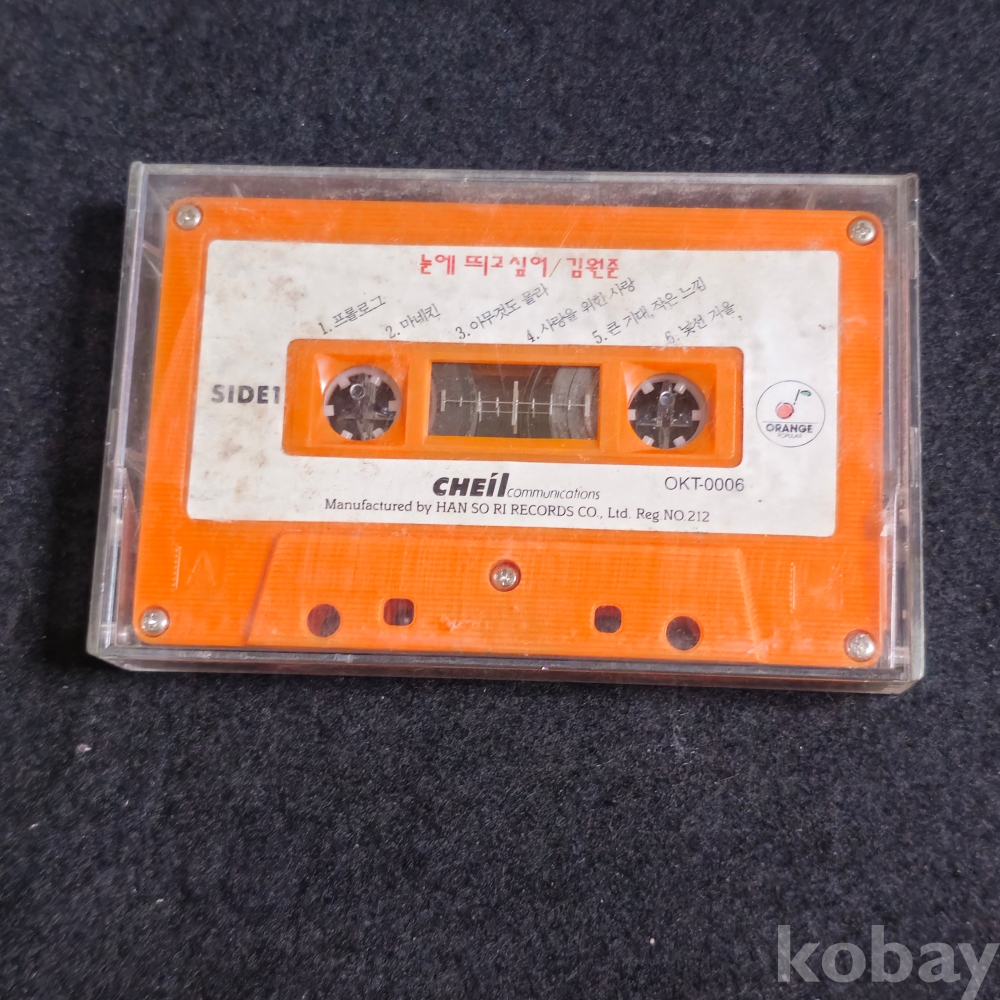 눈에 띄고싶어/김원준
1. 프롤로그
2. 마네킨
3. 아무것도 몰라
4. 사랑을 위한 사랑
5. 큰 기대, 작은 느낌
6. 낯선 겨울
SIDE1
ORANGE
POPULAR
CHEiL communications
OKT-0006
Manufactured by HAN SO RI RECORDS CO., Ltd. Reg NO.212
kobay